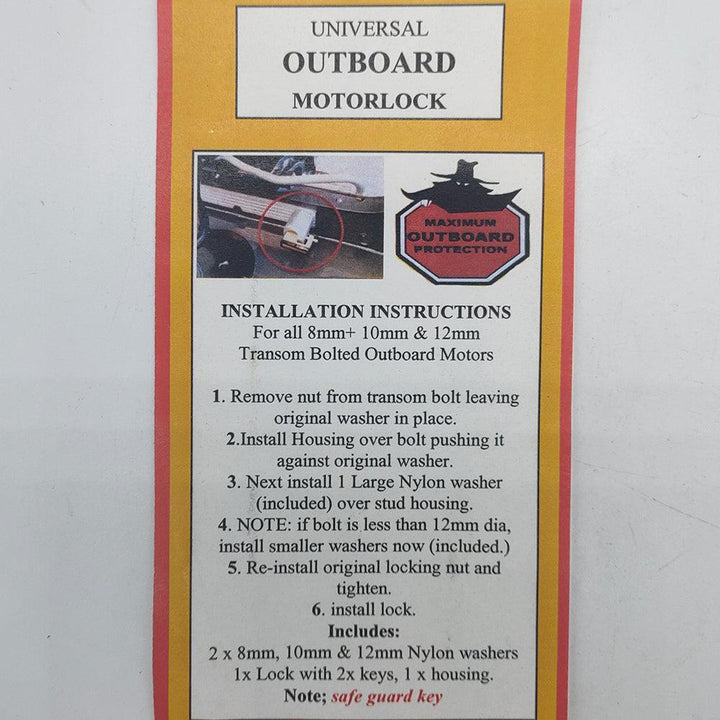 UNIVERSAL
OUTBOARD
MOTORLOCK
MAXIMUM
OUTBOARD
PROTECTION
INSTALLATION INSTRUCTIONS
For all 8mm+ 10mm & 12mm
Transom Bolted Outboard Motors
1. Remove nut from transom bolt leaving
original washer in place.
2.Install Housing over bolt pushing it
against original washer.
3. Next install 1 Large Nylon washer
(included) over stud housing.
4. NOTE: if bolt is less than 12mm dia,
install smaller washers now (included.)
5. Re-install original locking nut and
tighten.
6. install lock.
Includes:
2 x 8mm, 10mm & 12mm Nylon washers
1x Lock with 2x keys, 1 x housing.
Note; safe guard key